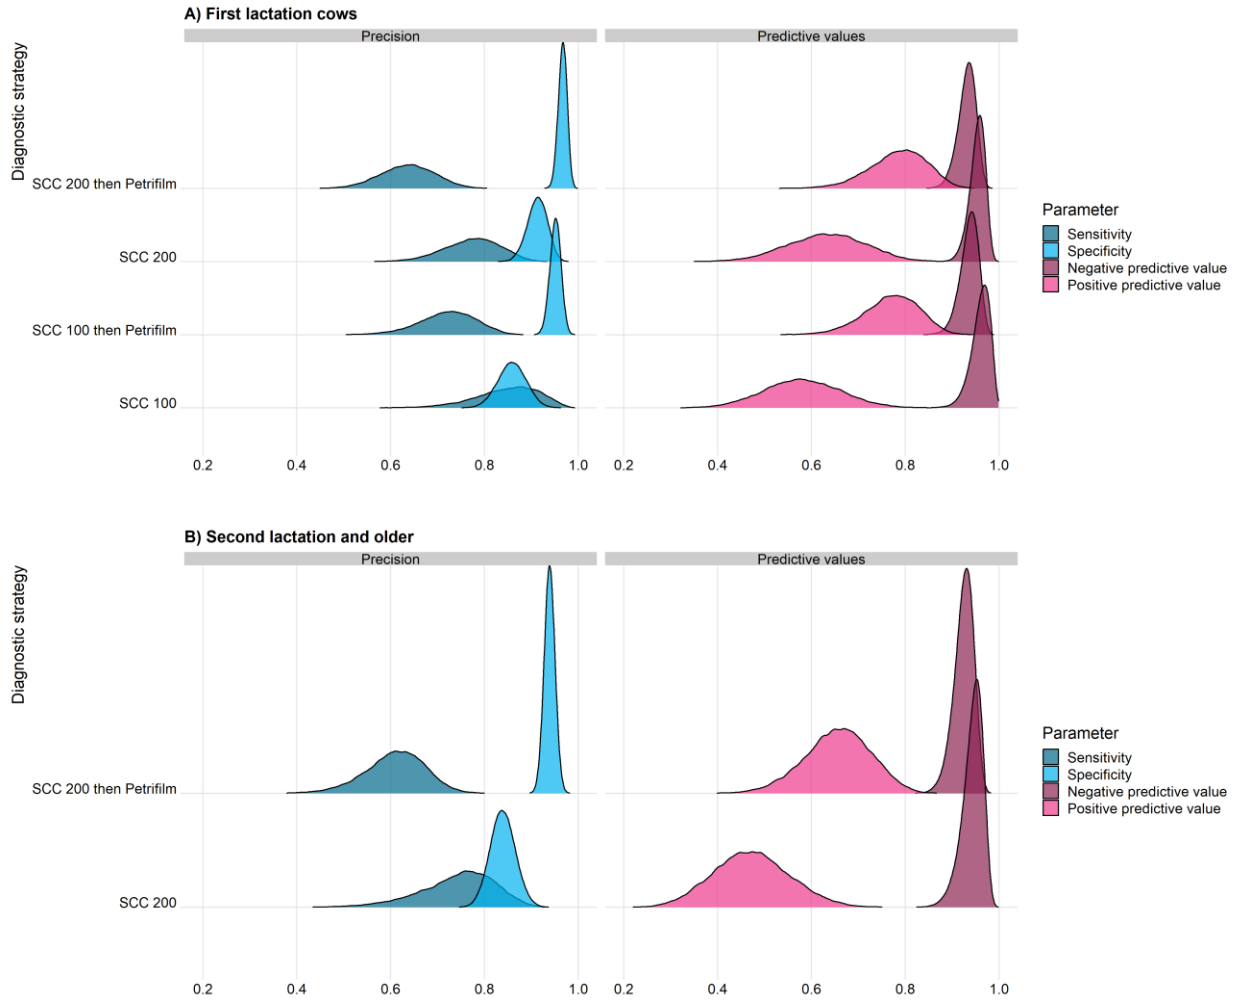 A) First lactation cows
Precision
Predictive values
Diagnostic strategy
SCC 200 then Petrifilm
SCC 200
SCC 100 then Petrifilm
SCC 100
0.2 0.4 0.6 0.8 1.0
0.2 0.4 0.6 0.8 1.0
Parameter
Sensitivity
Specificity
Negative predictive value
Positive predictive value
B) Second lactation and older
Precision
Predictive values
Diagnostic strategy
SCC 200 then Petrifilm
SCC 200
0.2 0.4 0.6 0.8 1.0
0.2 0.4 0.6 0.8 1.0
Parameter
Sensitivity
Specificity
Negative predictive value
Positive predictive value